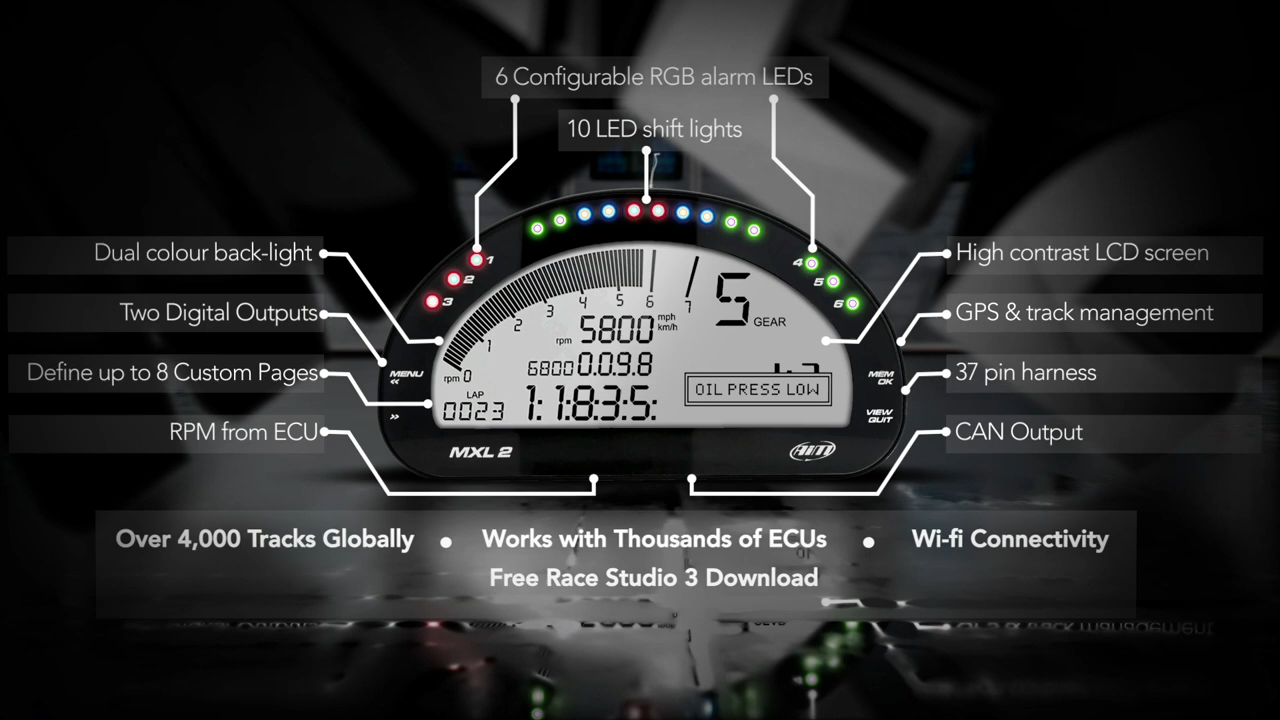 6 Configurable RGB alarm LEDs
10 LED shift lights
Dual colour back-light
High contrast LCD screen
Two Digital Outputs
GPS & track management
Define up to 8 Custom Pages
37 pin harness
RPM from ECU
CAN Output
1
2
3
4
5
6
1 2 3 4 5 6 7
5 GEAR
rpm 5800 mph km/h
6800 0.0.9.8
rpm 0
MENU <<
MEM OK
LAP
OIL PRESS LOW
0023 1:1:8:3:5:
>>
VIEW QUIT
MXL 2
AiM
Over 4,000 Tracks Globally • Works with Thousands of ECUs • Wi-fi Connectivity
Free Race Studio 3 Download